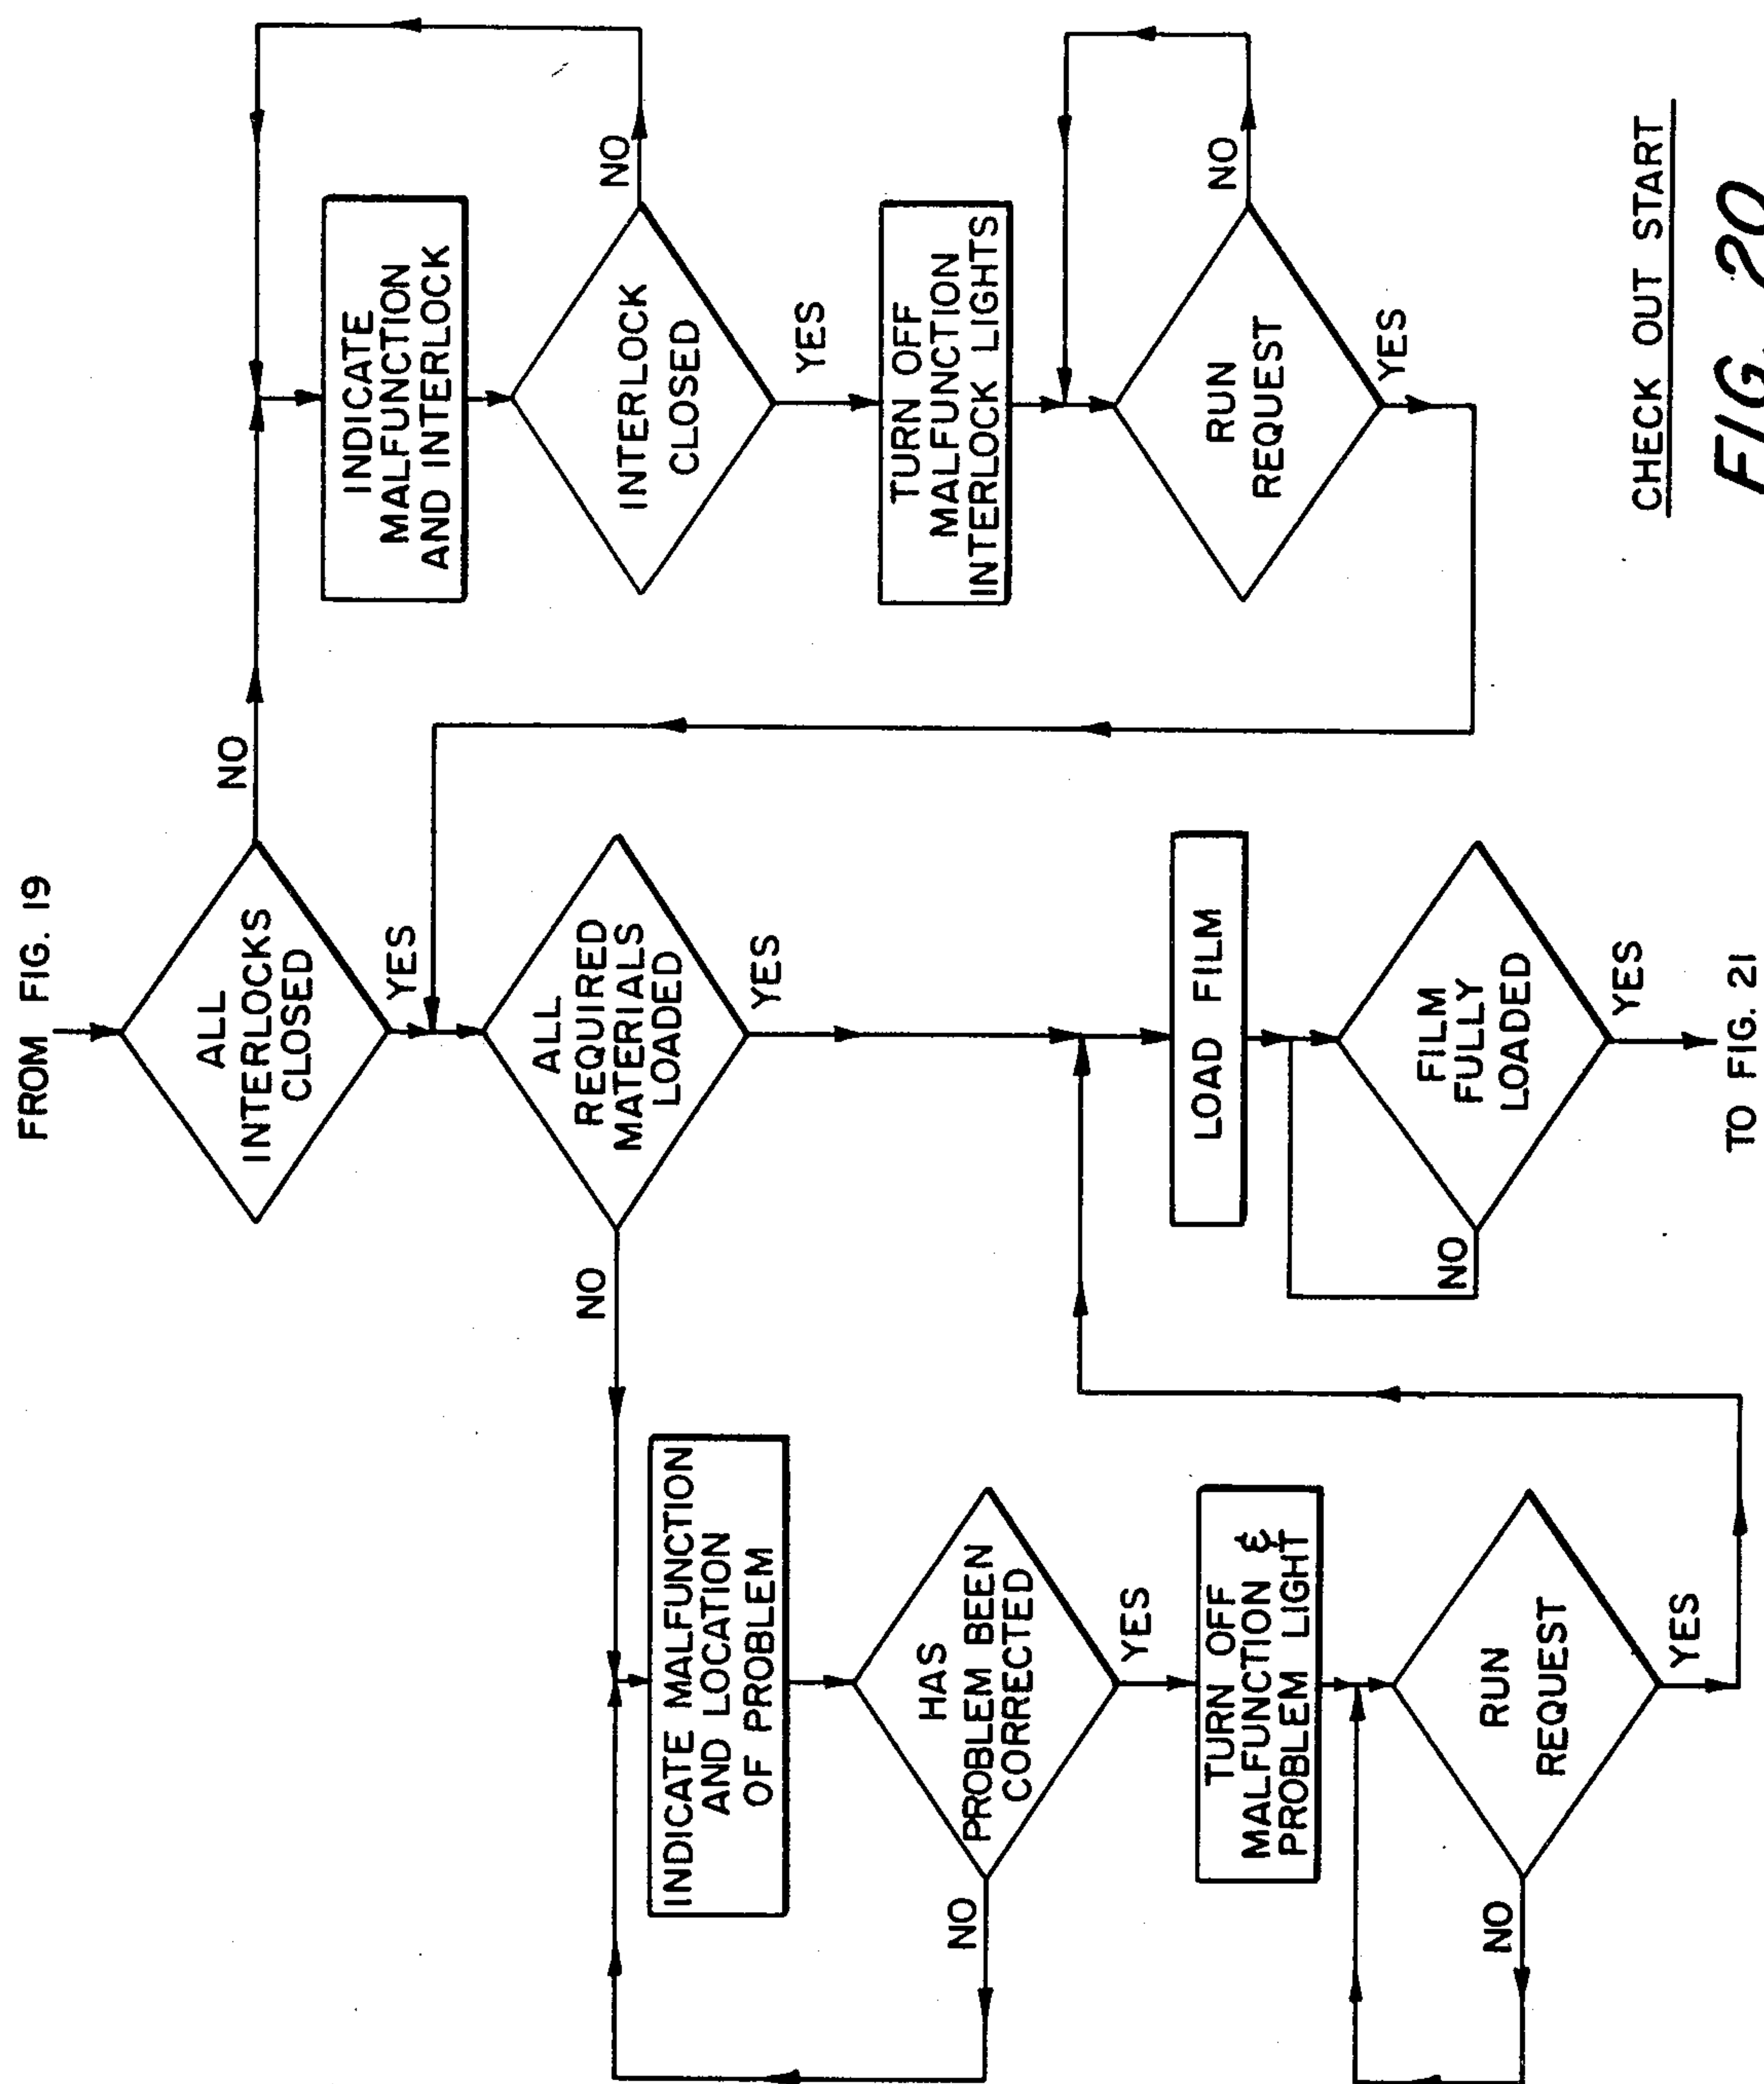 FROM FIG. 19
ALL
INTERLOCKS
CLOSED
NO
YES
INDICATE
MALFUNCTION
AND INTERLOCK
INTERLOCK
CLOSED
NO
YES
TURN OFF
MALFUNCTION
INTERLOCK LIGHTS
RUN
REQUEST
NO
YES
ALL
REQUIRED
MATERIALS
LOADED
NO
YES
INDICATE MALFUNCTION
AND LOCATION
OF PROBLEM
HAS
PROBLEM BEEN
CORRECTED
NO
YES
TURN OFF
MALFUNCTION &
PROBLEM LIGHT
RUN
REQUEST
NO
YES
LOAD FILM
FILM
FULLY
LOADED
NO
YES
TO FIG. 21
CHECK OUT START
FIG. 20